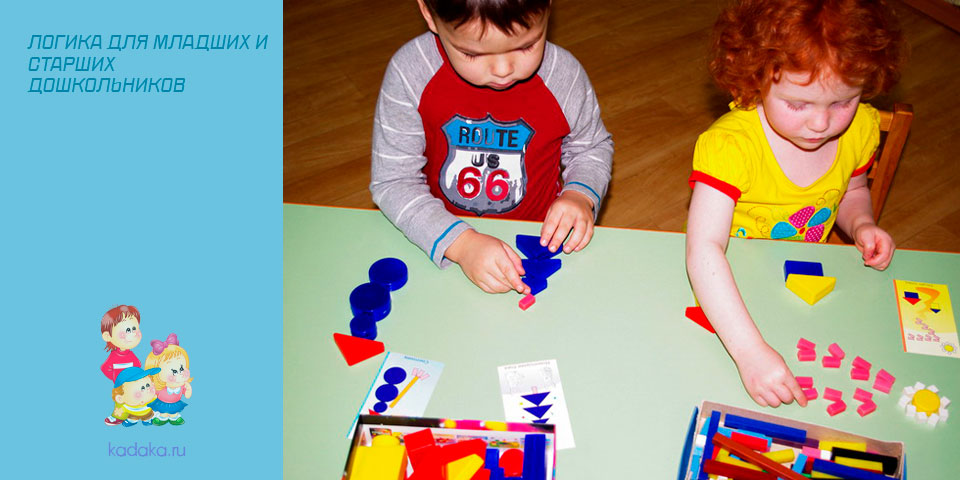 ЛОГИКА ДЛЯ МЛАДШИХ И
СТАРШИХ
ДОШКОЛЬНИКОВ
kadaka.ru
ROUTE
US
66